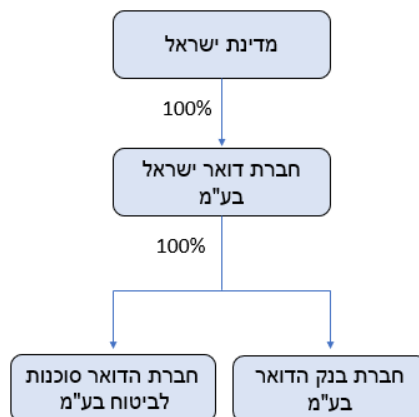 מדינת ישראל
100%
חברת דואר ישראל
בע"מ
100%
חברת בנק הדואר
בע"מ
חברת הדואר סוכנות
לביטוח בע"מ